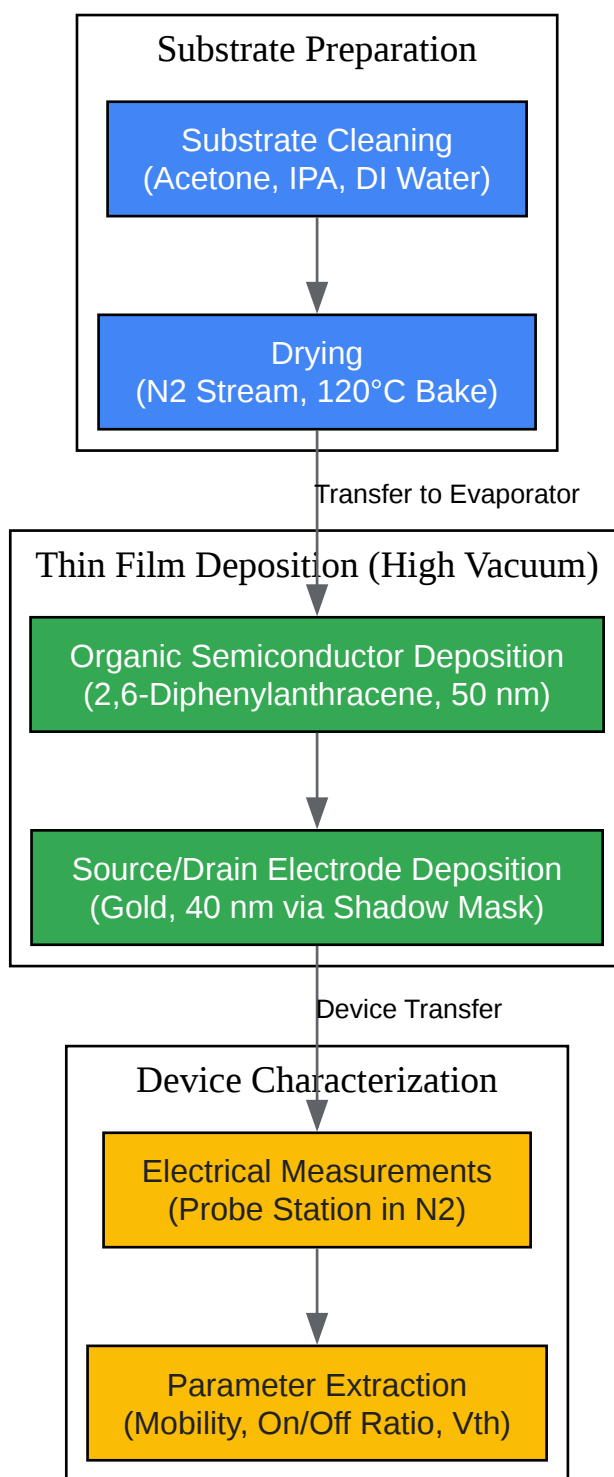 Substrate Preparation
Substrate Cleaning
(Acetone, IPA, DI Water)
Drying
(N2 Stream, 120°C Bake)
Transfer to Evaporator
Thin Film Deposition (High Vacuum)
Organic Semiconductor Deposition
(2,6-Diphenylanthracene, 50 nm)
Source/Drain Electrode Deposition
(Gold, 40 nm via Shadow Mask)
Device Transfer
Device Characterization
Electrical Measurements
(Probe Station in N2)
Parameter Extraction
(Mobility, On/Off Ratio, Vth)